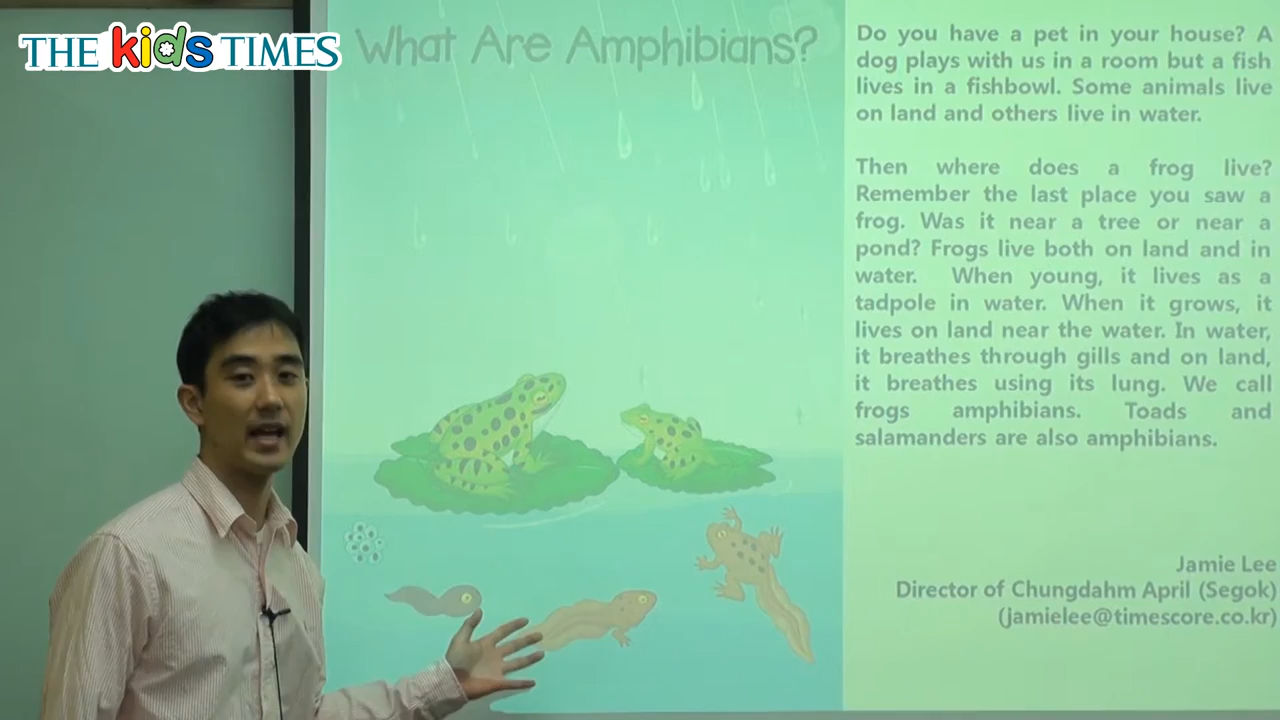 THE kids TIMES
What Are Amphibians?
Do you have a pet in your house? A
dog plays with us in a room but a fish
lives in a fishbowl. Some animals live
on land and others live in water.
Then where does a frog live?
Remember the last place you saw a
frog. Was it near a tree or near a
pond? Frogs live both on land and in
water. When young, it lives as a
tadpole in water. When it grows, it
lives on land near the water. In water,
it breathes through gills and on land,
it breathes using its lung. We call
frogs amphibians. Toads and
salamanders are also amphibians.
Jamie Lee
Director of Chungdahm April (Segok)
(jamielee@timescore.co.kr)